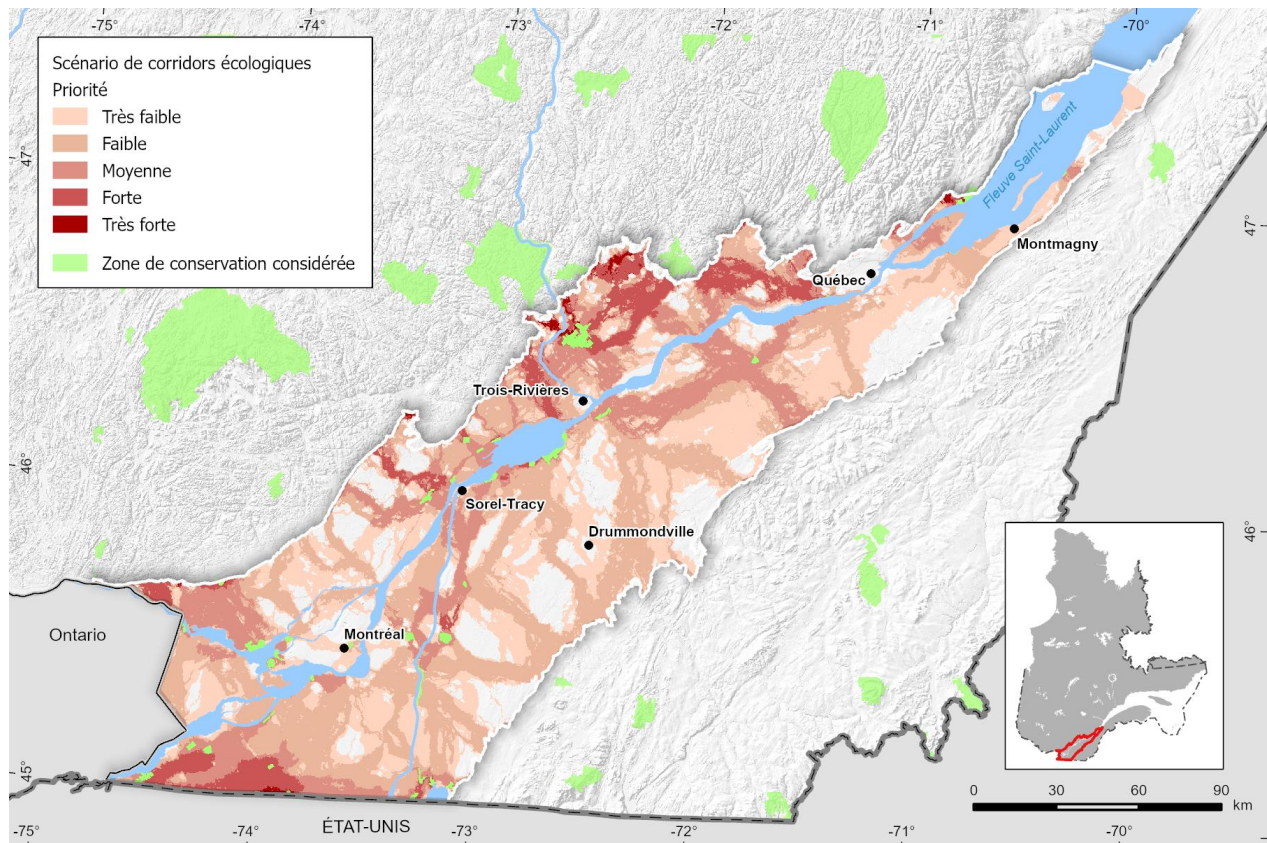 -75° -74° -73° -72° -71° -70°
Scénario de corridors écologiques
Priorité
Très faible
Faible
Moyenne
Forte
Très forte
Zone de conservation considérée
47°
47°
Fleuve Saint-Laurent
Montmagny
Québec
Trois-Rivières
46°
46°
Sorel-Tracy
Drummondville
Ontario
Montréal
45°
0 30 60 90
km
ÉTAT-UNIS
-75° -74° -73° -72° -71° -70°